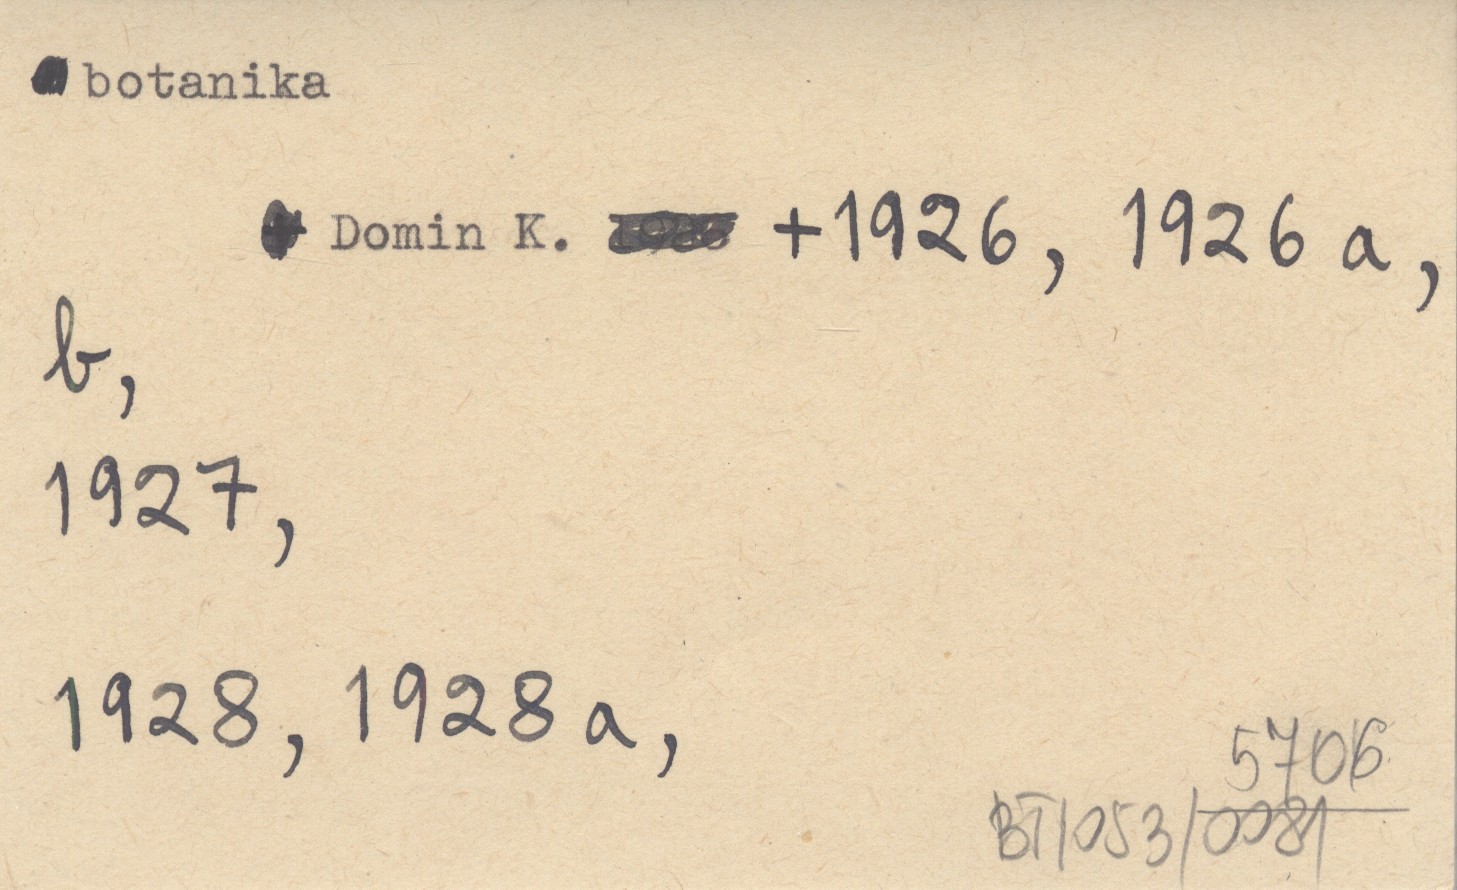 botanika
Domin K. +1926, 1926 a,
b,
1927,
1928, 1928 a,
5706
BT/053/0081